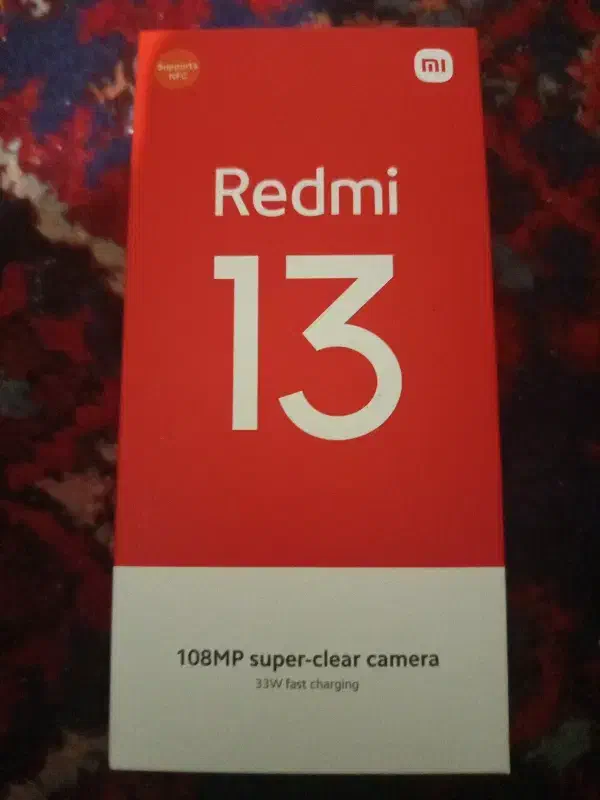 Supports
NFC
mi
Redmi
13
108MP super-clear camera
33W fast charging